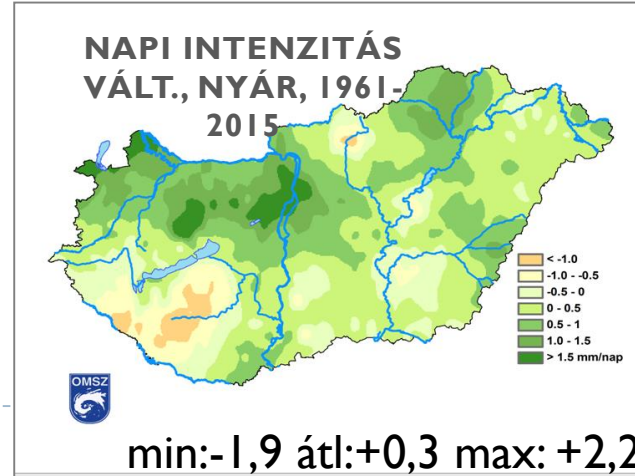 NAPI INTENZITÁS
VÁLT., NYÁR, 1961-
2015
< -1.0
-1.0 - -0.5
-0.5 - 0
0 - 0.5
0.5 - 1
1.0 - 1.5
> 1.5 mm/nap
OMSZ
min:-1,9 átl:+0,3 max: +2,2